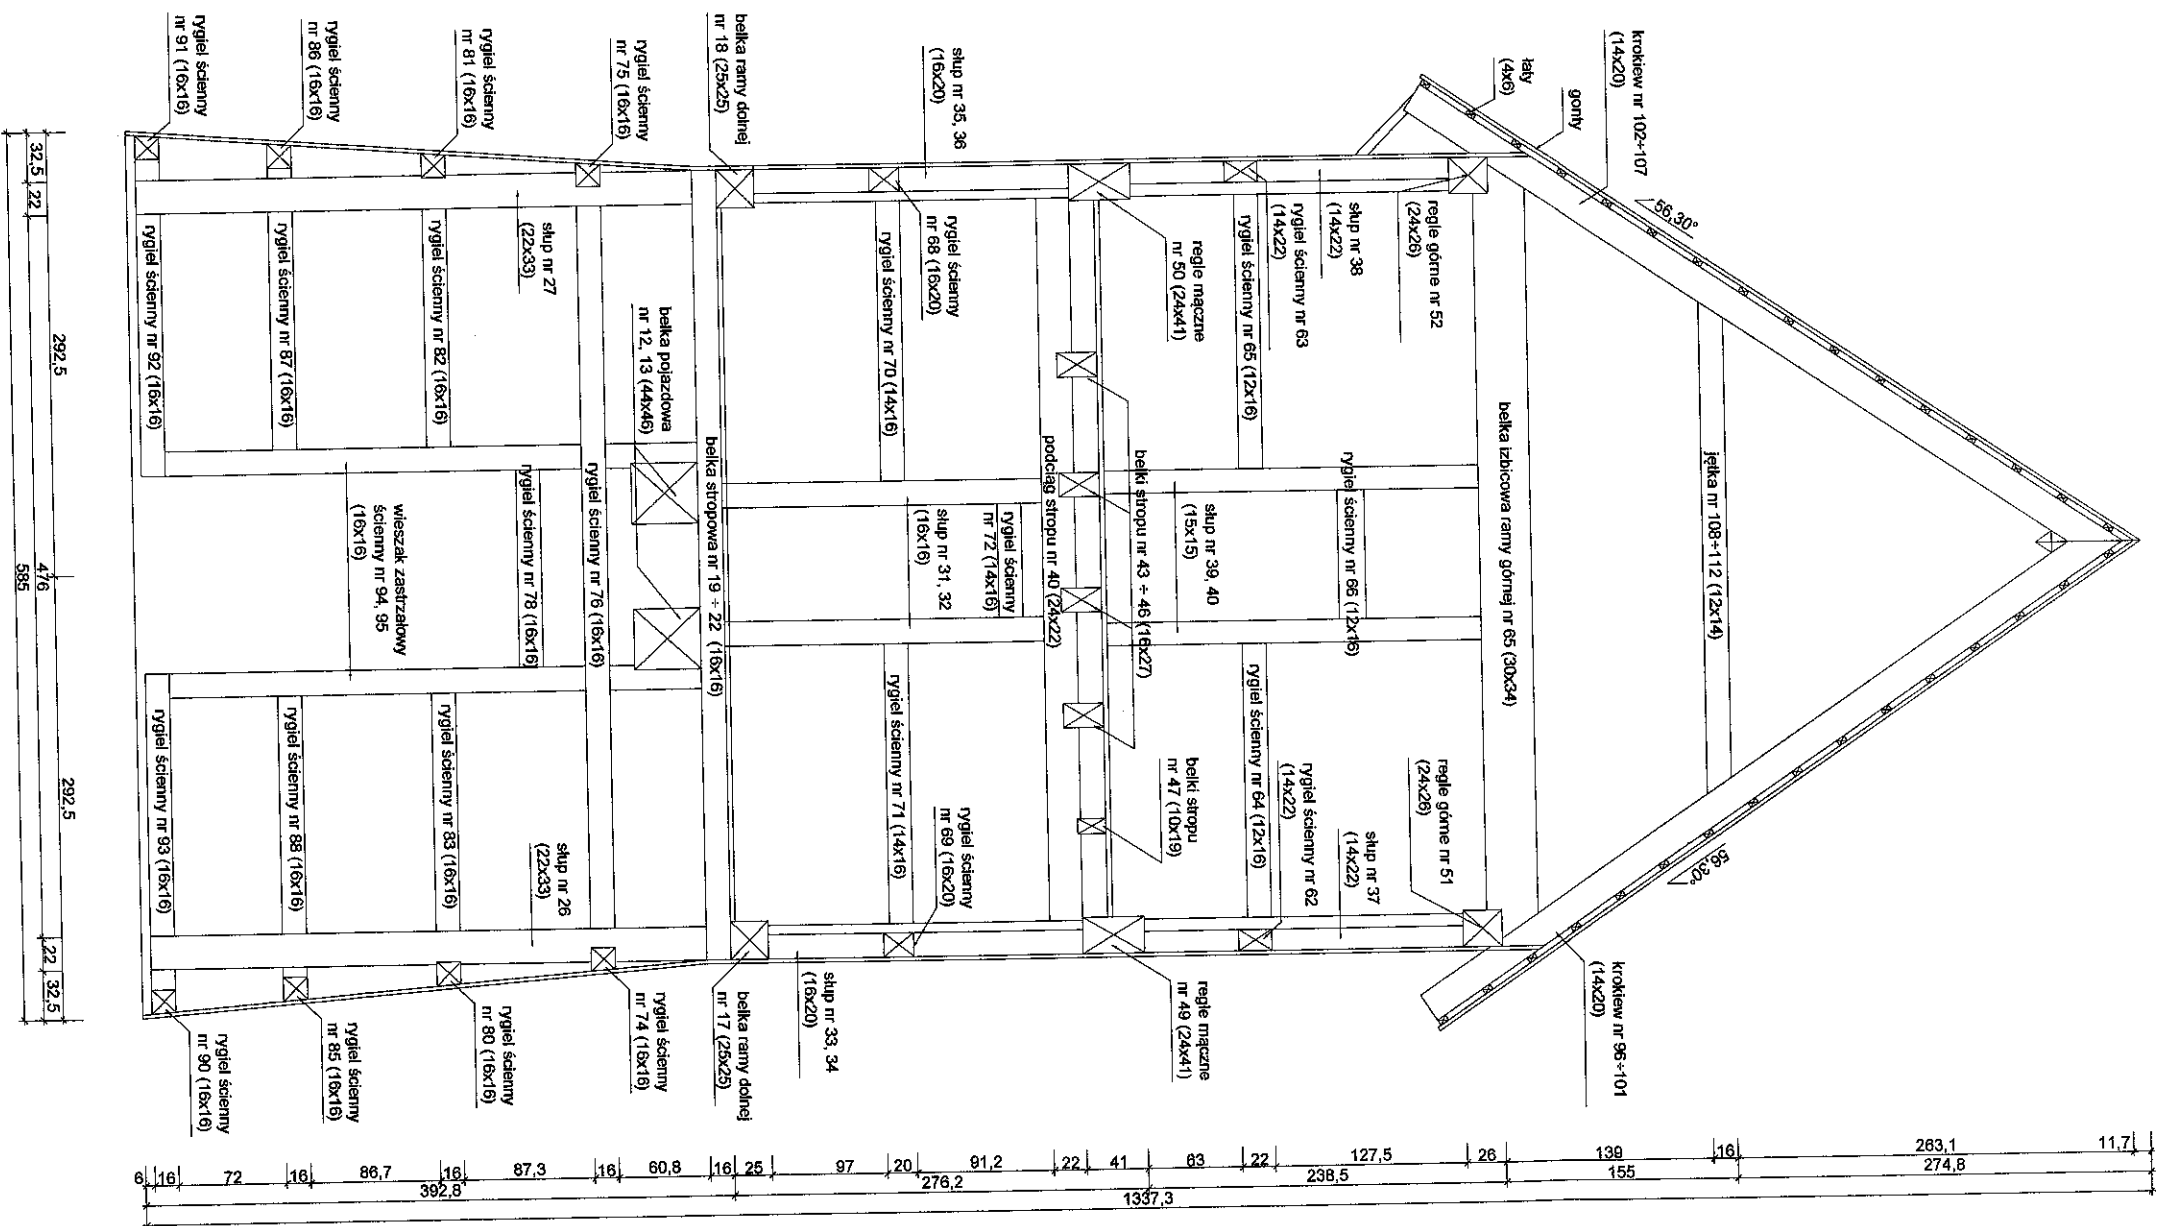 krokiew nr 102÷107
(14x20)
gonty
łaty
(4x6)
56,30°
56,30°
krokiew nr 96÷101
(14x20)
jętka nr 108÷112 (12x14)
belka izbicowa ramy górnej nr 65 (30x34)
regle górne nr 52
(24x26)
regle górne nr 51
(24x26)
słup nr 38
(14x22)
słup nr 37
(14x22)
rygiel ścienny nr 63
(14x22)
rygiel ścienny nr 62
(14x22)
rygiel ścienny nr 65 (12x16)
rygiel ścienny nr 66 (12x16)
rygiel ścienny nr 64 (12x16)
słup nr 39, 40
(15x15)
regle mączne
nr 50 (24x41)
regle mączne
nr 49 (24x41)
belki stropu nr 43 ÷ 46 (16x27)
belki stropu
nr 47 (10x19)
podciąg stropu nr 40 (24x22)
słup nr 35, 36
(16x20)
słup nr 33, 34
(16x20)
rygiel ścienny
nr 68 (16x20)
rygiel ścienny
nr 69 (16x20)
rygiel ścienny nr 70 (14x16)
rygiel ścienny
nr 72 (14x16)
rygiel ścienny nr 71 (14x16)
słup nr 31, 32
(16x16)
belka ramy dolnej
nr 18 (25x25)
belka ramy dolnej
nr 17 (25x25)
belka stropowa nr 19 ÷ 22 (16x16)
belka pojazdowa
nr 12, 13 (44x46)
rygiel ścienny
nr 75 (16x16)
rygiel ścienny
nr 74 (16x16)
rygiel ścienny nr 76 (16x16)
rygiel ścienny nr 78 (16x16)
słup nr 27
(22x33)
słup nr 26
(22x33)
rygiel ścienny
nr 81 (16x16)
rygiel ścienny
nr 80 (16x16)
rygiel ścienny nr 82 (16x16)
rygiel ścienny nr 83 (16x16)
wieszak zastrzałowy
ścienny nr 94, 95
(16x16)
rygiel ścienny
nr 86 (16x16)
rygiel ścienny
nr 85 (16x16)
rygiel ścienny nr 87 (16x16)
rygiel ścienny nr 88 (16x16)
rygiel ścienny
nr 91 (16x16)
rygiel ścienny
nr 90 (16x16)
rygiel ścienny nr 92 (16x16)
rygiel ścienny nr 93 (16x16)
292,5 292,5
32,5 22 476 22 32,5
585
6 16 72 16 86,7 16 87,3 16 60,8 16 25 97 20 91,2 22 41 63 22 127,5 26 139 16 263,1 11,7
392,8 276,2 238,5 155 274,8
1337,3